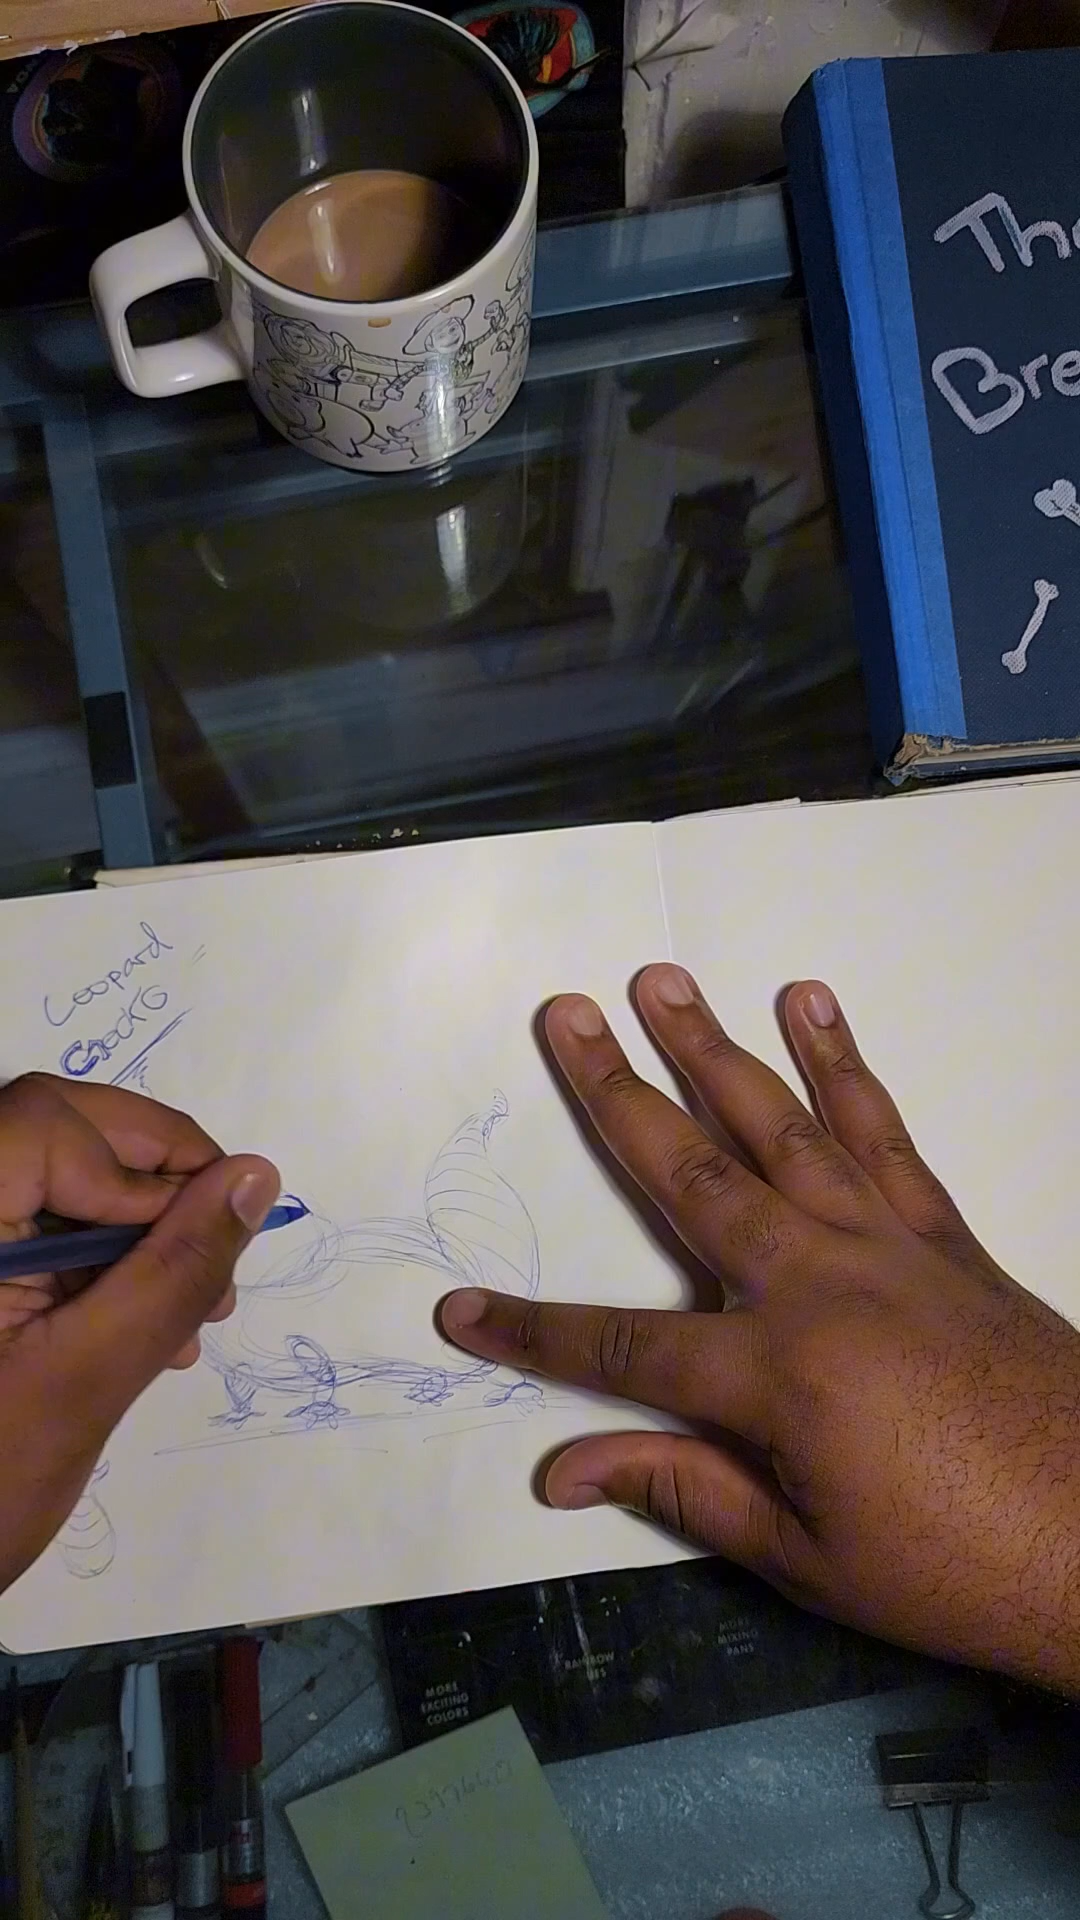 The
Bre
Leopard
GeckO
MORE
EXCITING
COLORS
RAINBOW
MORE
MIXING
PANS